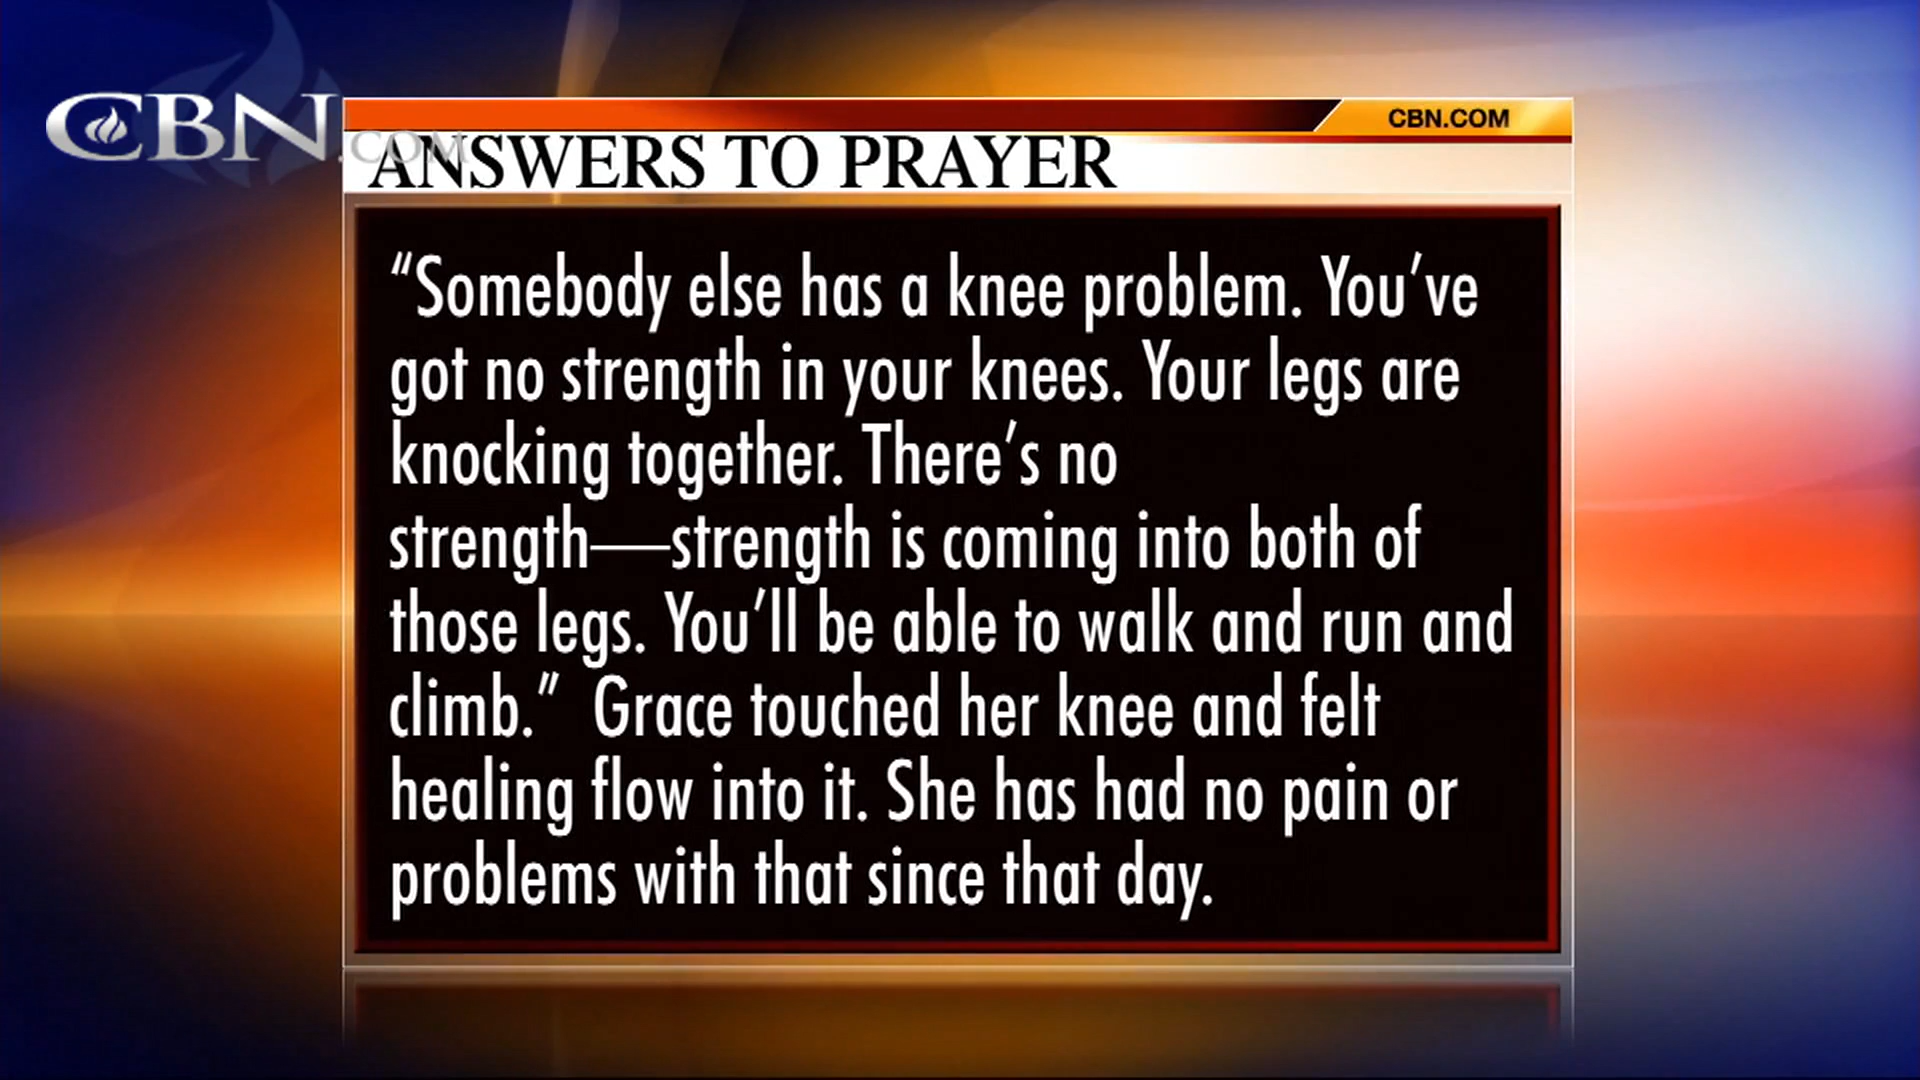 CBN.COM
CBN.COM
ANSWERS TO PRAYER
“Somebody else has a knee problem. You’ve
got no strength in your knees. Your legs are
knocking together. There’s no
strength—strength is coming into both of
those legs. You’ll be able to walk and run and
climb.”  Grace touched her knee and felt
healing flow into it. She has had no pain or
problems with that since that day.